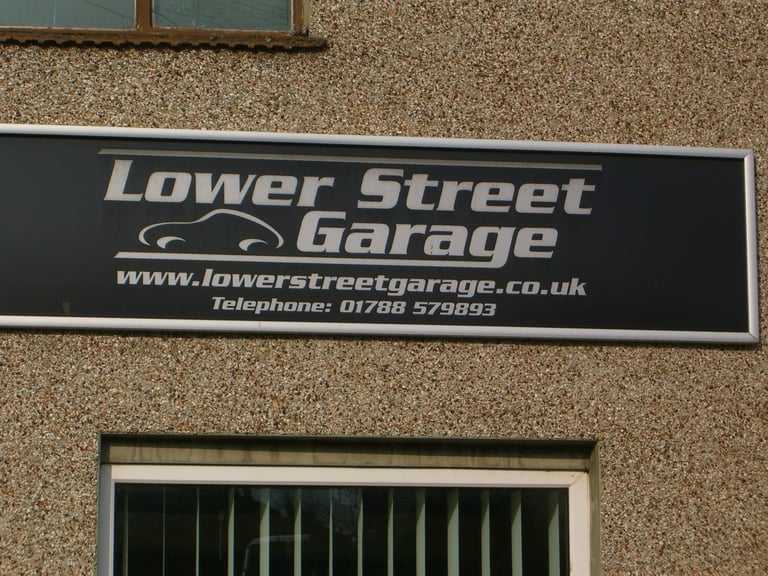 Lower Street
Garage
www.lowerstreetgarage.co.uk
Telephone: 01788 579893